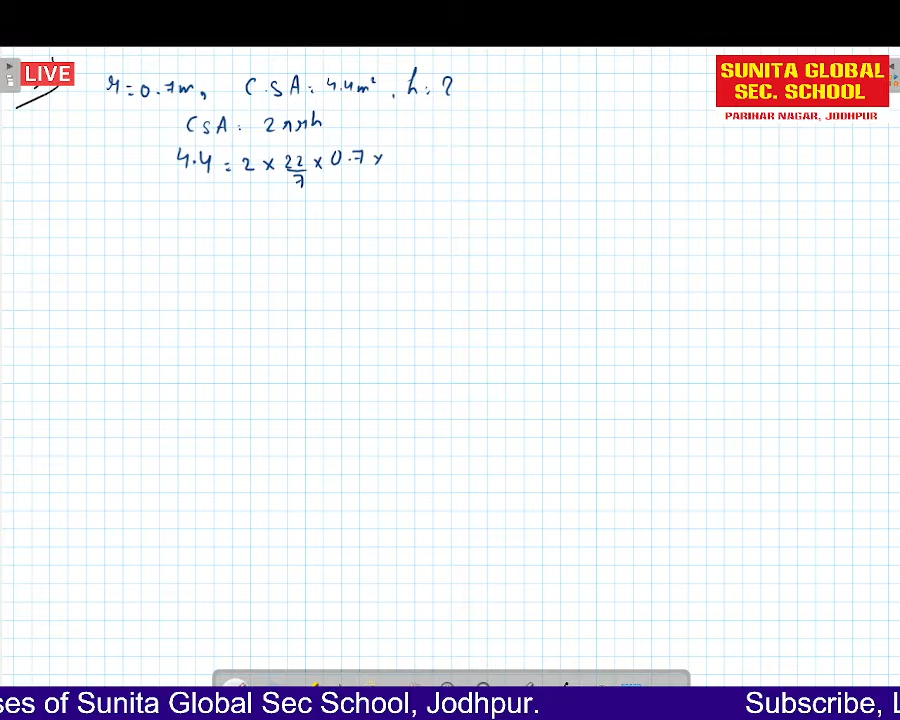 LIVE
SUNITA GLOBAL
SEC. SCHOOL
PARIHAR NAGAR, JODHPUR
r = 0.7m, CSA : 4.4m², h : ?
CSA : 2πrh
4.4 = 2 × 22/7 × 0.7 ×
ses of Sunita Global Sec School, Jodhpur. Subscribe, L